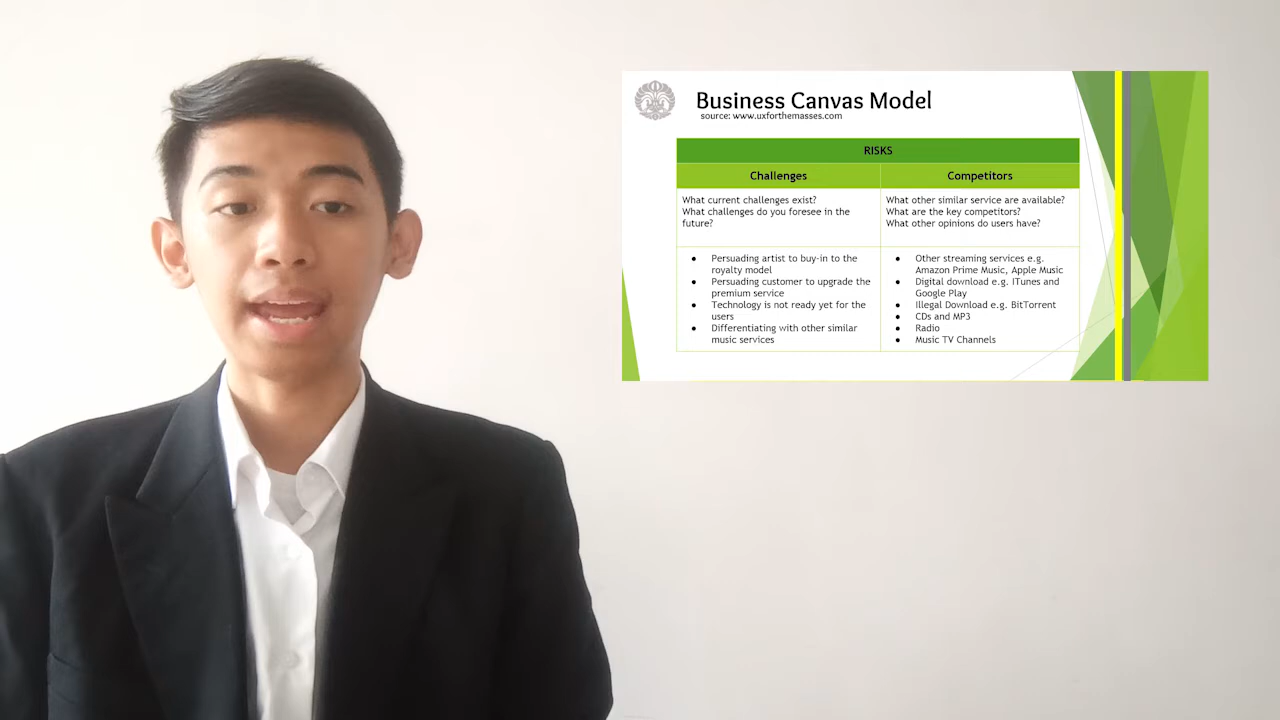 Business Canvas Model
source: www.uxforthemasses.com
RISKS
Challenges
Competitors
What current challenges exist?
What challenges do you foresee in the
future?
What other similar service are available?
What are the key competitors?
What other opinions do users have?
● Persuading artist to buy-in to the
royalty model
● Persuading customer to upgrade the
premium service
● Technology is not ready yet for the
users
● Differentiating with other similar
music services
● Other streaming services e.g.
Amazon Prime Music, Apple Music
● Digital download e.g. ITunes and
Google Play
● Illegal Download e.g. BitTorrent
● CDs and MP3
● Radio
● Music TV Channels